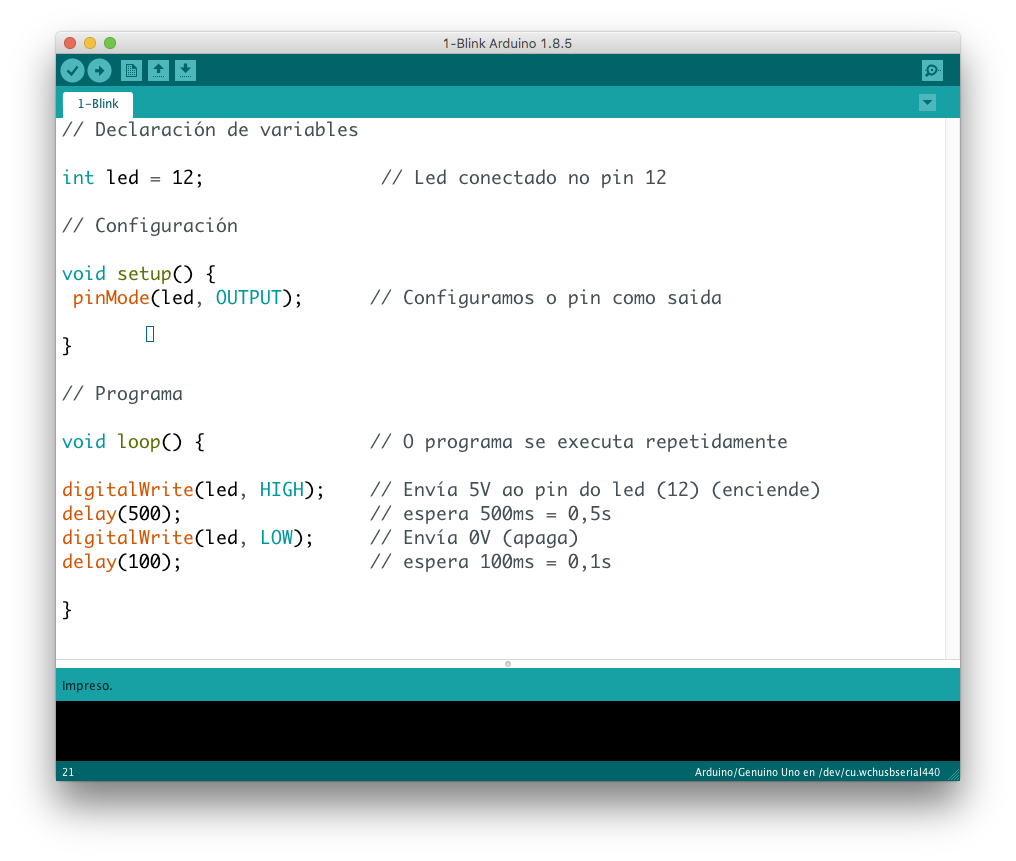 1-Blink Arduino 1.8.5
1-Blink
// Declaración de variables
int led = 12;                // Led conectado no pin 12
// Configuración
void setup() {
 pinMode(led, OUTPUT);      // Configuramos o pin como saida
}
// Programa
void loop() {               // O programa se executa repetidamente
digitalWrite(led, HIGH);    // Envía 5V ao pin do led (12) (enciende)
delay(500);                 // espera 500ms = 0,5s
digitalWrite(led, LOW);     // Envía 0V (apaga)
delay(100);                 // espera 100ms = 0,1s
}
Impreso.
21 Arduino/Genuino Uno en /dev/cu.wchusbserial440